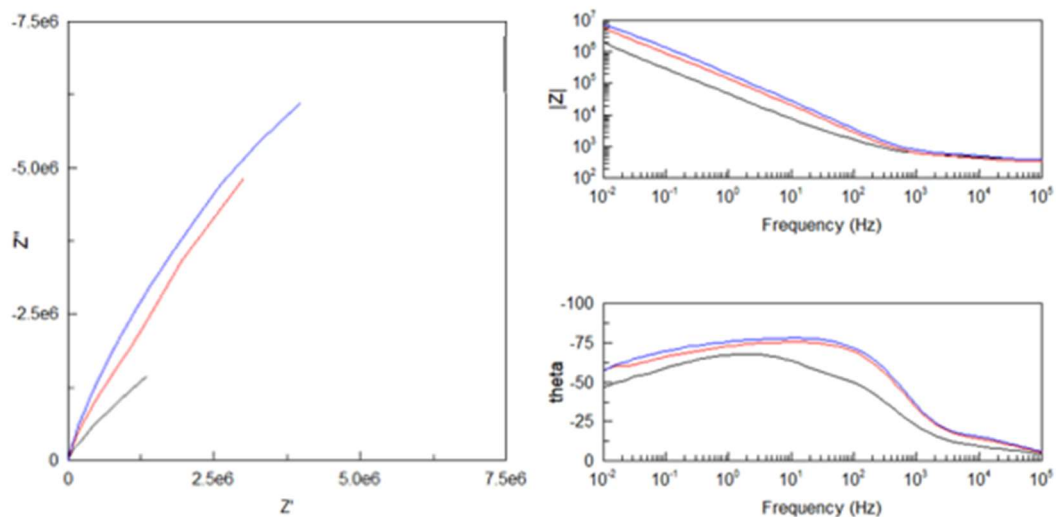 -7.5e6
-5.0e6
-2.5e6
0
Z''
0 2.5e6 5.0e6 7.5e6
Z'
10⁷
10⁶
10⁵
10⁴
10³
10²
|Z|
10⁻² 10⁻¹ 10⁰ 10¹ 10² 10³ 10⁴ 10⁵
Frequency (Hz)
-100
-75
-50
-25
0
theta
10⁻² 10⁻¹ 10⁰ 10¹ 10² 10³ 10⁴ 10⁵
Frequency (Hz)